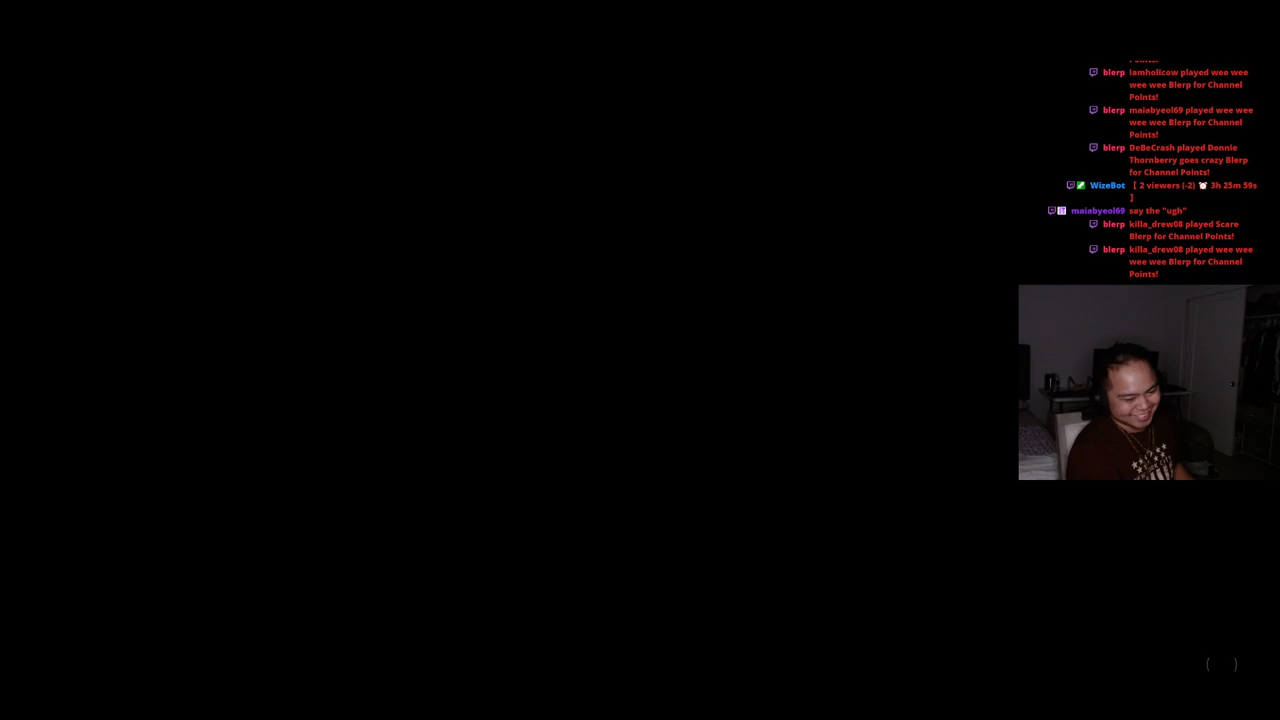 blerp Iamholicow played wee wee
wee wee Blerp for Channel
Points!
blerp maiabyeol69 played wee wee
wee wee Blerp for Channel
Points!
blerp DeBeCrash played Donnie
Thornberry goes crazy Blerp
for Channel Points!
WizeBot [ 2 viewers (-2) 3h 25m 59s
]
maiabyeol69 say the "ugh"
blerp killa_drew08 played Scare
Blerp for Channel Points!
blerp killa_drew08 played wee wee
wee wee Blerp for Channel
Points!
( )